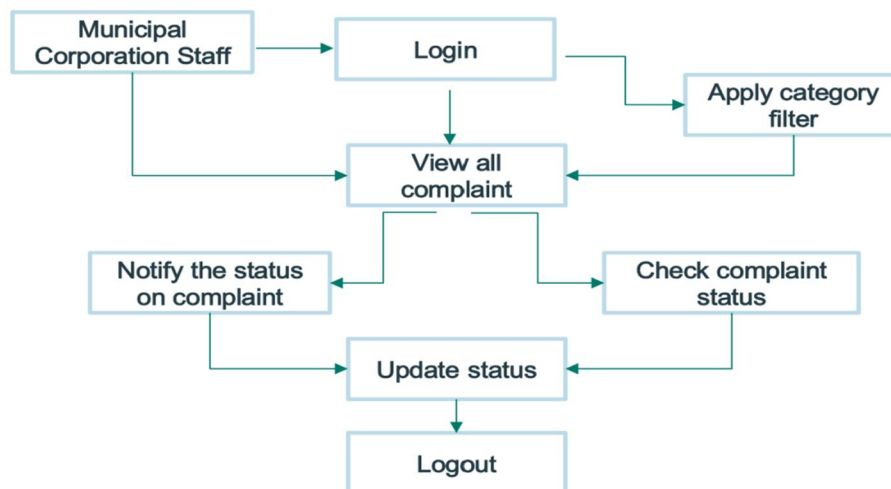 Municipal
Corporation Staff
Login
Apply category
filter
View all
complaint
Notify the status
on complaint
Check complaint
status
Update status
Logout